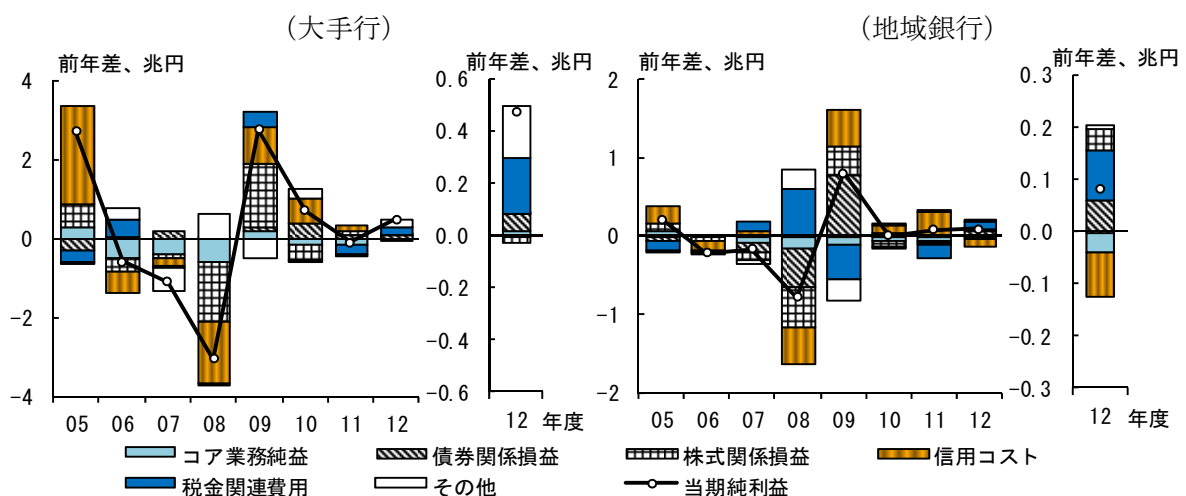 (大手行)
(地域銀行)
前年差、兆円
4
2
0
-2
-4
05 06 07 08 09 10 11 12
前年差、兆円
0.6
0.4
0.2
0.0
-0.2
-0.4
-0.6
12 年度
前年差、兆円
2
1
0
-1
-2
05 06 07 08 09 10 11 12
前年差、兆円
0.3
0.2
0.1
0.0
-0.1
-0.2
-0.3
12
年度
コア業務純益 債券関係損益 株式関係損益 信用コスト
税金関連費用 その他 当期純利益